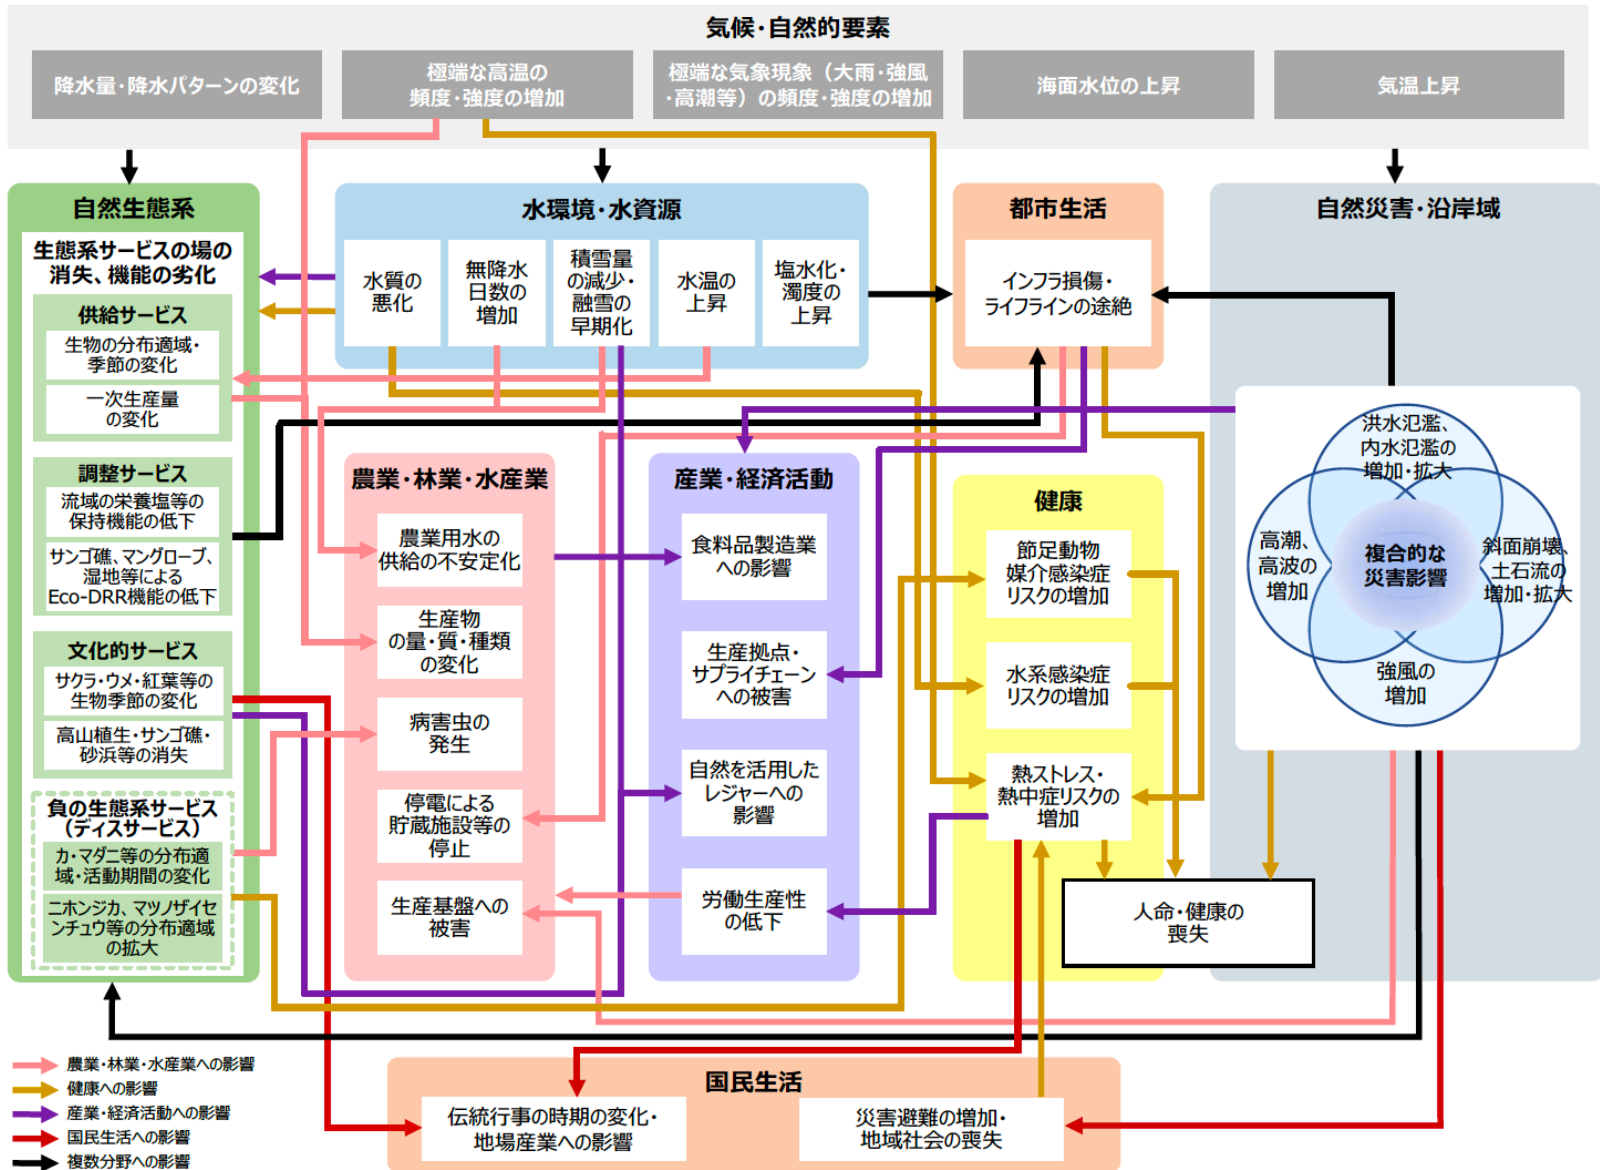 気候・自然的要素
降水量・降水パターンの変化
極端な高温の
頻度・強度の増加
極端な気象現象（大雨・強風
・高潮等）の頻度・強度の増加
海面水位の上昇
気温上昇
自然生態系
生態系サービスの場の
消失、機能の劣化
供給サービス
生物の分布適域・
季節の変化
一次生産量
の変化
調整サービス
流域の栄養塩等の
保持機能の低下
サンゴ礁、マングローブ、
湿地等による
Eco-DRR機能の低下
文化的サービス
サクラ・ウメ・紅葉等の
生物季節の変化
高山植生・サンゴ礁・
砂浜等の消失
負の生態系サービス
（ディスサービス）
カ・マダニ等の分布適
域・活動期間の変化
ニホンジカ、マツノザイセ
ンチュウ等の分布適域
の拡大
水環境・水資源
水質の
悪化
無降水
日数の
増加
積雪量
の減少・
融雪の
早期化
水温の
上昇
塩水化・
濁度の
上昇
都市生活
インフラ損傷・
ライフラインの途絶
自然災害・沿岸域
洪水氾濫、
内水氾濫の
増加・拡大
高潮、
高波の
増加
複合的な
災害影響
斜面崩壊、
土石流の
増加・拡大
強風の
増加
農業・林業・水産業
農業用水の
供給の不安定化
生産物
の量・質・種類
の変化
病害虫の
発生
停電による
貯蔵施設等の
停止
生産基盤への
被害
産業・経済活動
食料品製造業
への影響
生産拠点・
サプライチェーン
への被害
自然を活用した
レジャーへの
影響
労働生産性
の低下
健康
節足動物
媒介感染症
リスクの増加
水系感染症
リスクの増加
熱ストレス・
熱中症リスクの
増加
人命・健康の
喪失
国民生活
伝統行事の時期の変化・
地場産業への影響
災害避難の増加・
地域社会の喪失
農業・林業・水産業への影響
健康への影響
産業・経済活動への影響
国民生活への影響
複数分野への影響